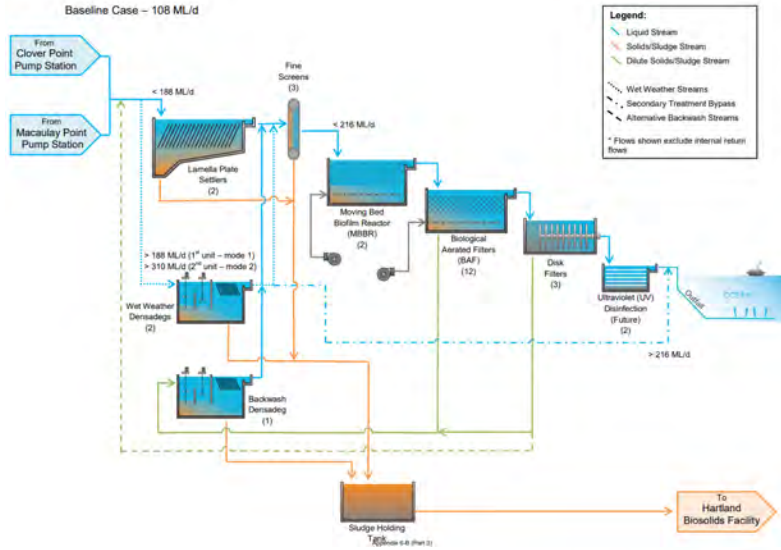 Baseline Case – 108 ML/d
From
Clover Point
Pump Station
From
Macaulay Point
Pump Station
< 188 ML/d
Lamella Plate
Settlers
(2)
Fine
Screens
(3)
< 216 ML/d
Moving Bed
Biofilm Reactor
(MBBR)
(2)
Biological
Aerated Filters
(BAF)
(12)
Disk
Filters
(3)
Ultraviolet (UV)
Disinfection
(Future)
(2)
Outfall
> 216 ML/d
> 188 ML/d (1st unit – mode 1)
> 310 ML/d (2nd unit – mode 2)
Wet Weather
Densadegs
(2)
Backwash
Densadeg
(1)
Sludge Holding
Tank
Appendix 6-B (Part 2)
To
Hartland
Biosolids Facility
Legend:
Liquid Stream
Solids/Sludge Stream
Dilute Solids/Sludge Stream
Wet Weather Streams
Secondary Treatment Bypass
Alternative Backwash Streams
* Flows shown exclude internal return
flows